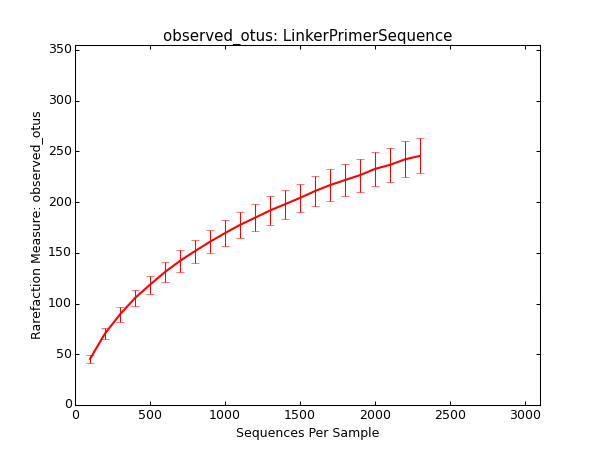 observed_otus: LinkerPrimerSequence
350
300
250
200
150
100
50
0
Rarefaction Measure: observed_otus
0 500 1000 1500 2000 2500 3000
Sequences Per Sample